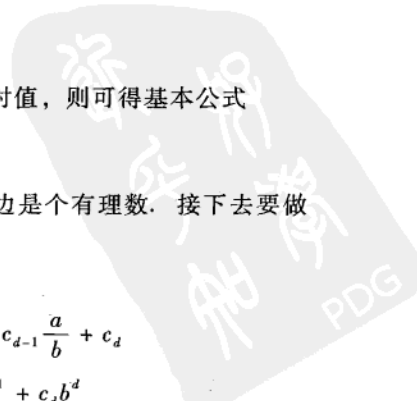 时值，则可得基本公式
边是个有理数. 接下去要做
c_{d-1} \frac{a}{b} + c_d
+ c_d b^d
PDG